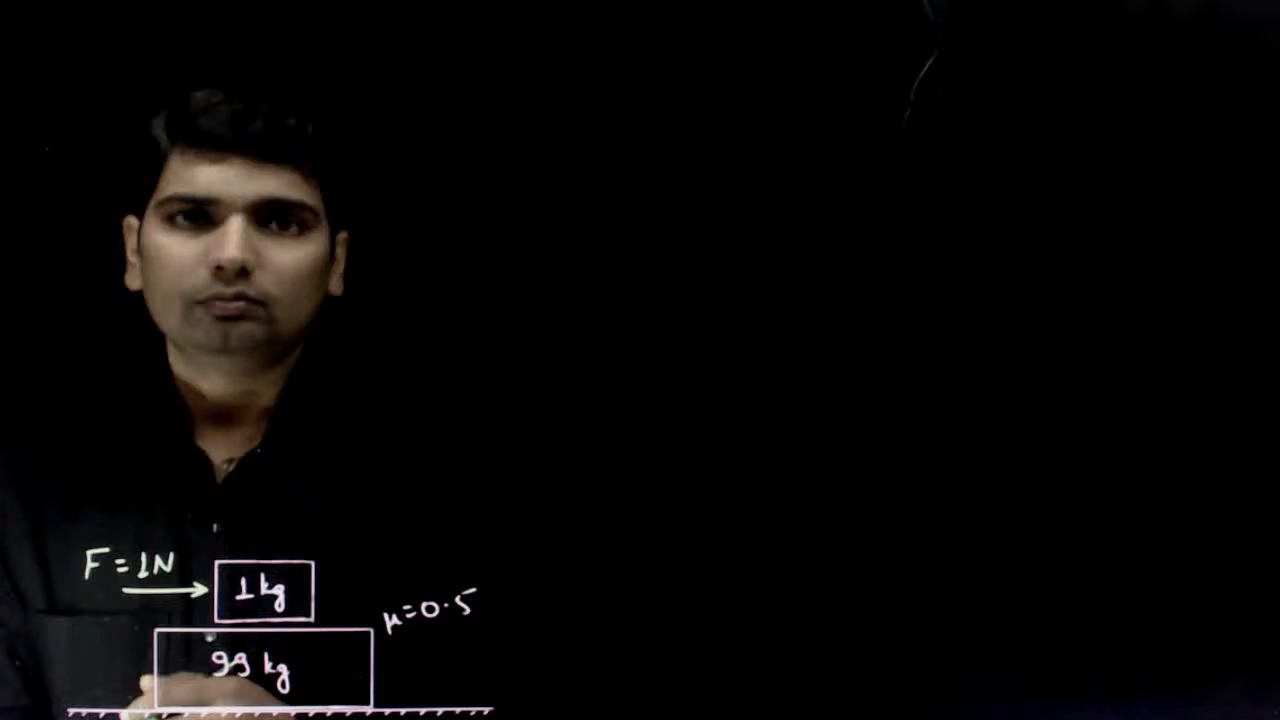 F = 1N
1 kg
μ = 0.5
99 kg